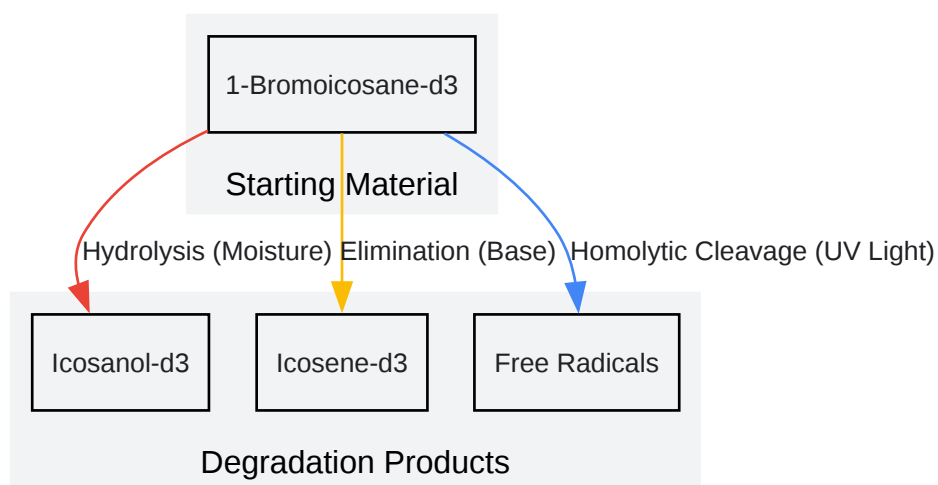 1-Bromoicosane-d3
Starting Material
Hydrolysis (Moisture)
Elimination (Base)
Homolytic Cleavage (UV Light)
Icosanol-d3
Icosene-d3
Free Radicals
Degradation Products